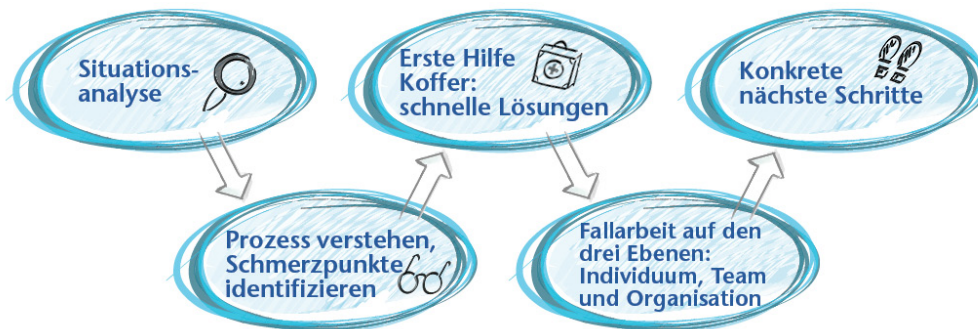 Situations-
analyse
Prozess verstehen,
Schmerzpunkte
identifizieren
Erste Hilfe
Koffer:
schnelle Lösungen
Fallarbeit auf den
drei Ebenen:
Individuum, Team
und Organisation
Konkrete
nächste Schritte